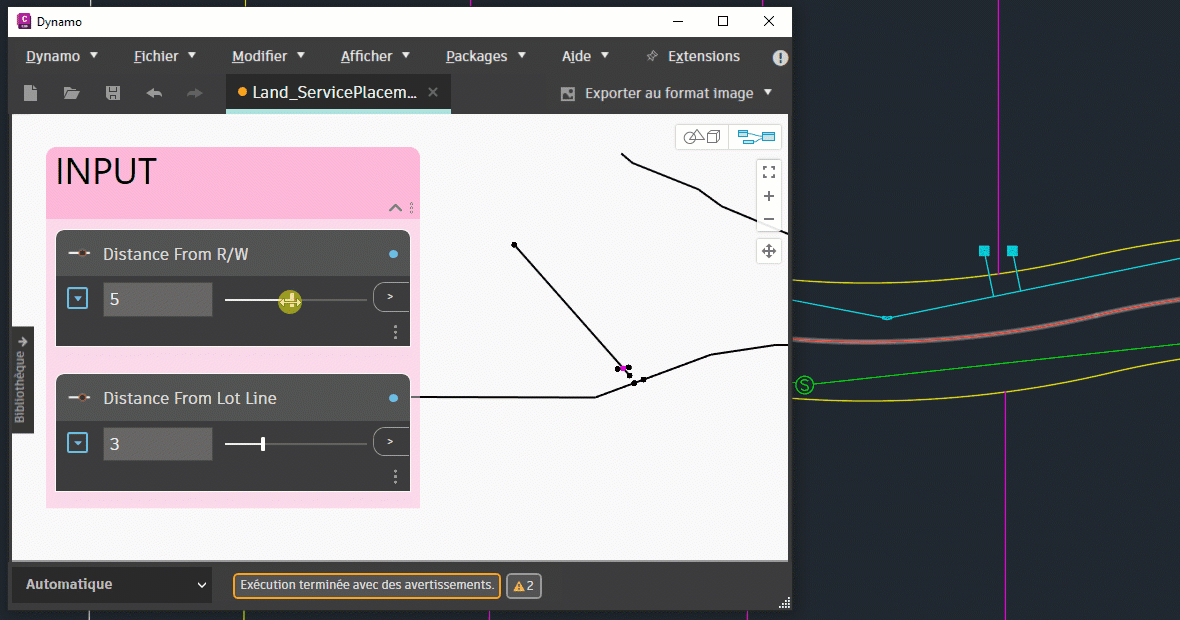 Dynamo
Dynamo Fichier Modifier Afficher Packages Aide Extensions
Land_ServicePlacem... Exporter au format image
INPUT
Distance From R/W
5 >
Distance From Lot Line
3 >
Bibliothèque
S
Automatique Exécution terminée avec des avertissements. 2